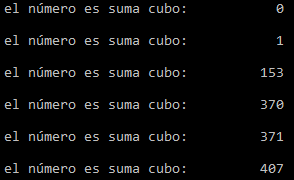 el número es suma cubo: 0
el número es suma cubo: 1
el número es suma cubo: 153
el número es suma cubo: 370
el número es suma cubo: 371
el número es suma cubo: 407